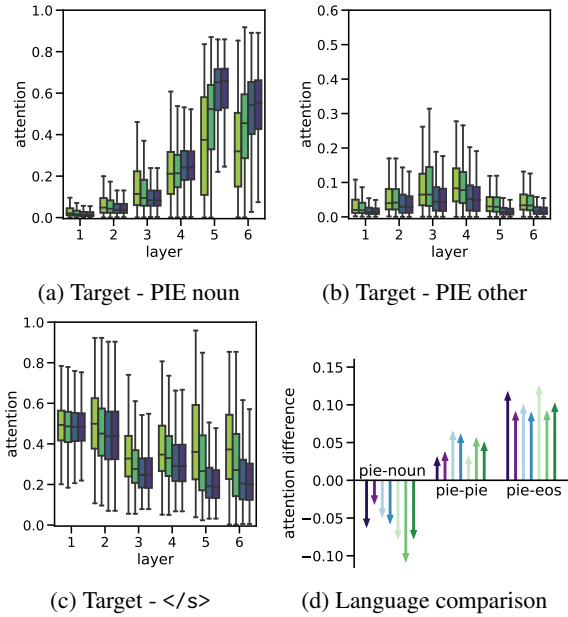 1.0
0.8
0.6
0.4
0.2
0.0
attention
1 2 3 4 5 6
layer
(a) Target - PIE noun
0.6
0.5
0.4
0.3
0.2
0.1
0.0
attention
1 2 3 4 5 6
layer
(b) Target - PIE other
1.0
0.8
0.6
0.4
0.2
0.0
attention
1 2 3 4 5 6
layer
(c) Target - </s>
0.15
0.10
0.05
0.00
−0.05
−0.10
attention difference
pie-noun
pie-pie
pie-eos
(d) Language comparison